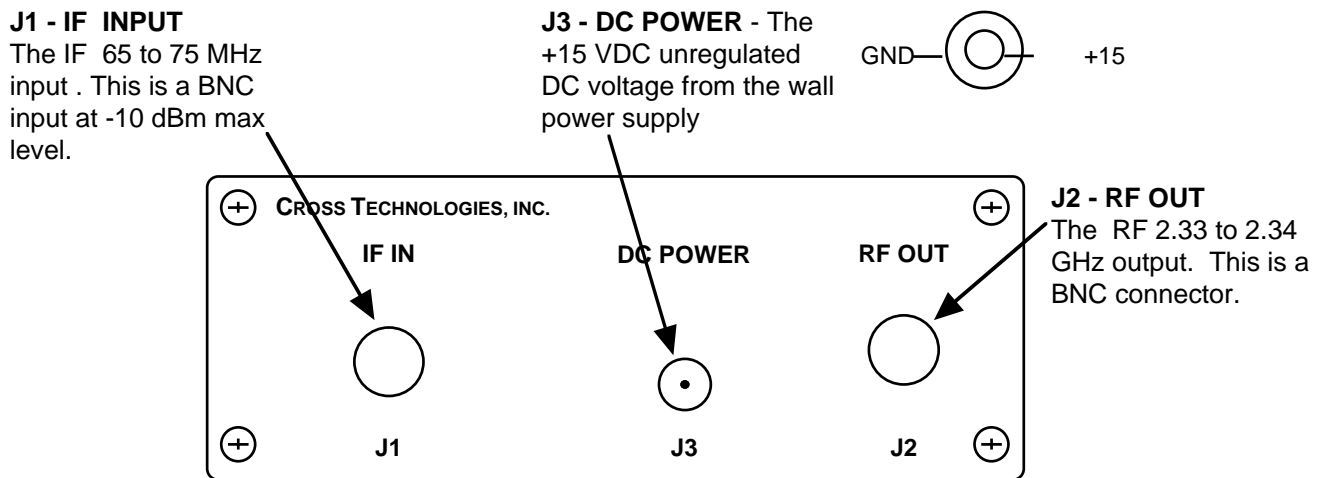 J1 - IF INPUT
The IF 65 to 75 MHz
input . This is a BNC
input at -10 dBm max
level.
J3 - DC POWER - The
+15 VDC unregulated
DC voltage from the wall
power supply
GND
+15
CROSS TECHNOLOGIES, INC.
IF IN
DC POWER
RF OUT
J1
J3
J2
J2 - RF OUT
The RF 2.33 to 2.34
GHz output. This is a
BNC connector.